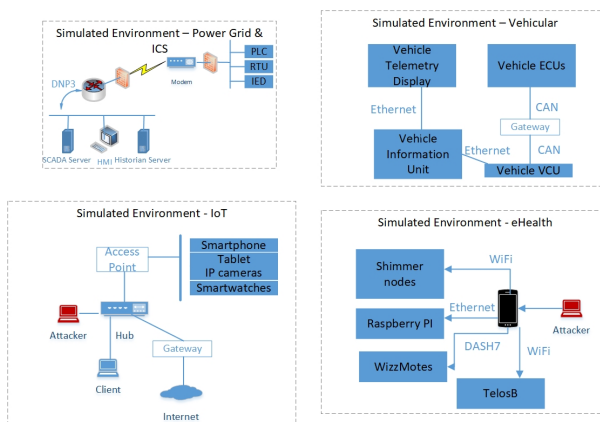 Simulated Environment – Power Grid &
ICS
PLC
RTU
IED
Modem
DNP3
SCADA Server
HMI
Historian Server
Simulated Environment – Vehicular
Vehicle
Telemetry
Display
Vehicle ECUs
Ethernet
CAN
Gateway
CAN
Vehicle
Information
Unit
Ethernet
Vehicle VCU
Simulated Environment - IoT
Access
Point
Smartphone
Tablet
IP cameras
Smartwatches
Attacker
Hub
Gateway
Client
Internet
Simulated Environment - eHealth
WiFi
Shimmer
nodes
Ethernet
Raspberry PI
Attacker
DASH7
WiFi
WizzMotes
TelosB